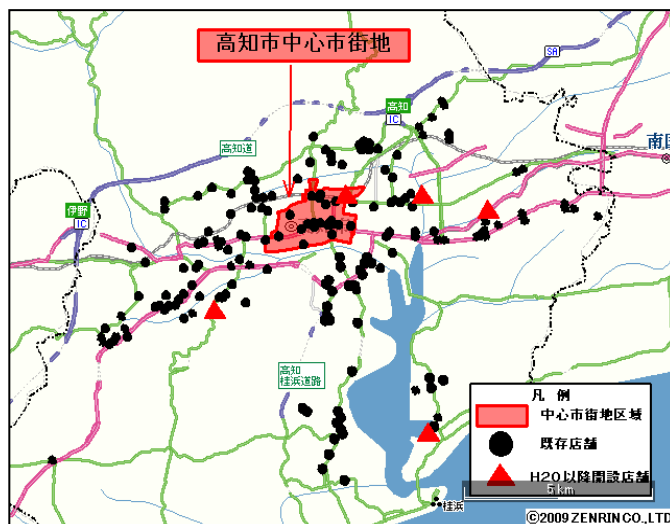 高知市中心市街地
SA
高知
IC
高知道
南国
伊野
IC
高知
桂浜道路
凡 例
中心市街地区域
既存店舗
H20以降開設店舗
5 km
桂浜
©2009 ZENRIN CO., LTD